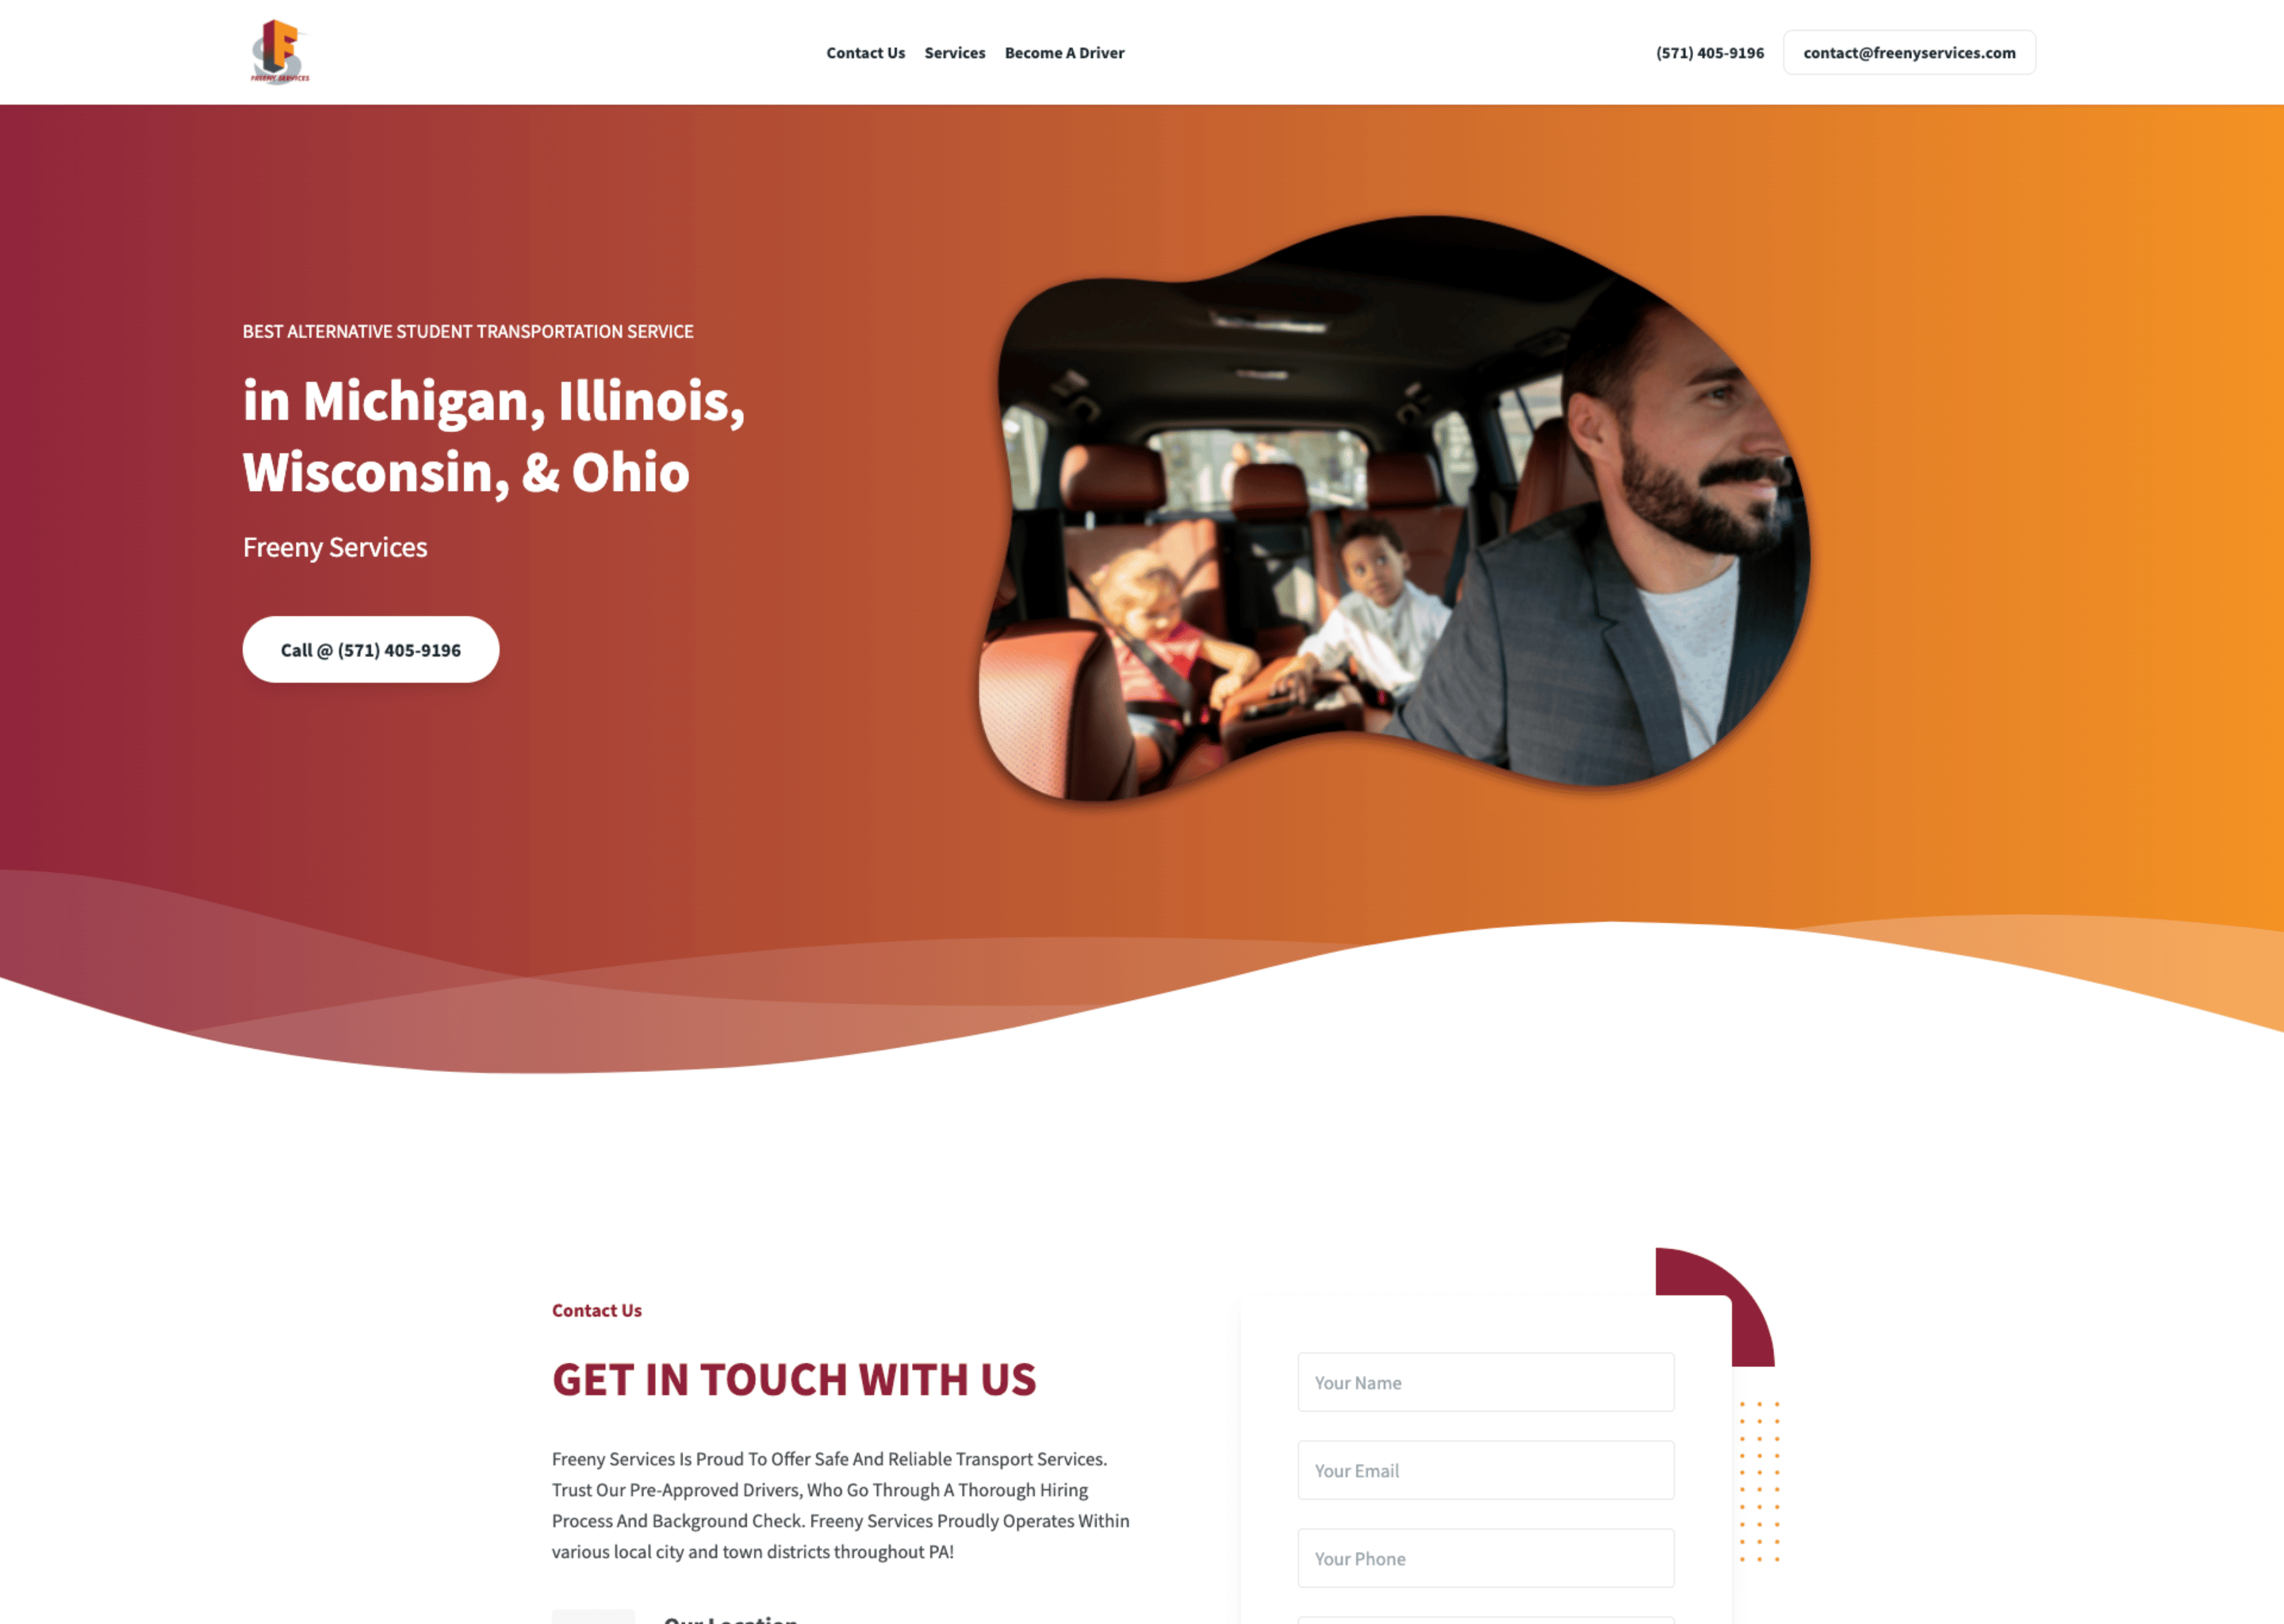 FREENY SERVICES
Contact Us Services Become A Driver (571) 405-9196 contact@freenyservices.com
BEST ALTERNATIVE STUDENT TRANSPORTATION SERVICE
in Michigan, Illinois,
Wisconsin, & Ohio
Freeny Services
Call @ (571) 405-9196
Contact Us
GET IN TOUCH WITH US
Freeny Services Is Proud To Offer Safe And Reliable Transport Services.
Trust Our Pre-Approved Drivers, Who Go Through A Thorough Hiring
Process And Background Check. Freeny Services Proudly Operates Within
various local city and town districts throughout PA!
Our Location
Your Name
Your Email
Your Phone